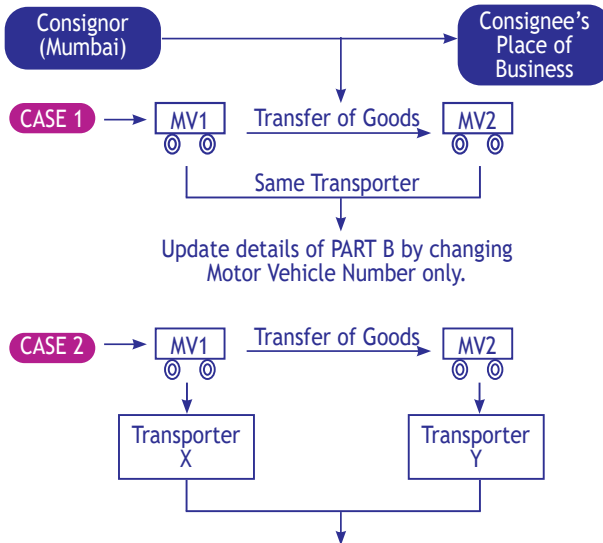 Consignor
(Mumbai)
Consignee's
Place of
Business
CASE 1
MV1
Transfer of Goods
MV2
Same Transporter
Update details of PART B by changing
Motor Vehicle Number only.
CASE 2
MV1
Transfer of Goods
MV2
Transporter
X
Transporter
Y